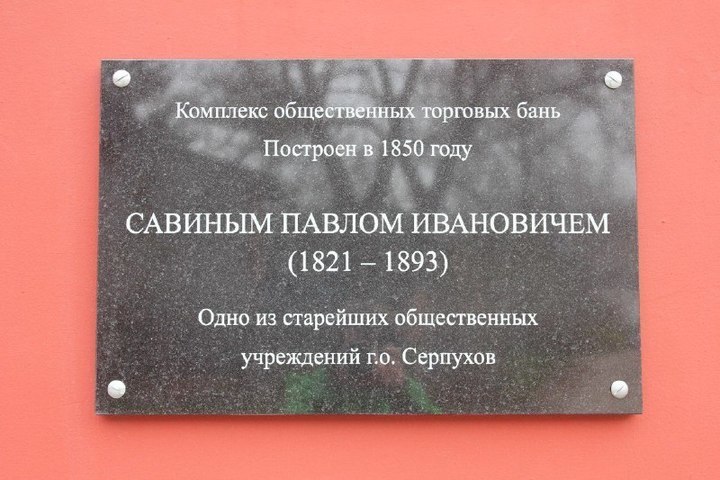 Комплекс общественных торговых бань
Построен в 1850 году
САВИНЫМ ПАВЛОМ ИВАНОВИЧЕМ
(1821 – 1893)
Одно из старейших общественных
учреждений г.о. Серпухов